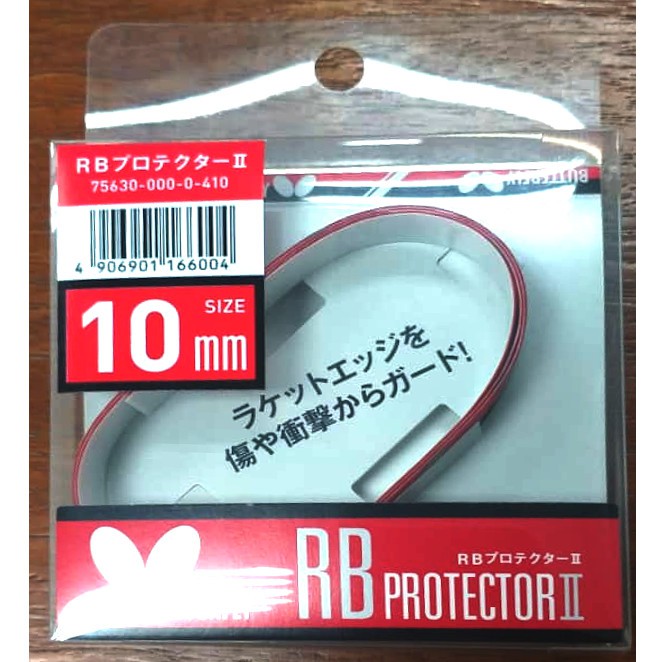 RBプロテクターⅡ
75630-000-0-410
4 906901 166004
SIZE
10 mm
BUTTERFLY
ラケットエッジを
傷や衝撃からガード!
RBプロテクターⅡ
RB PROTECTOR Ⅱ